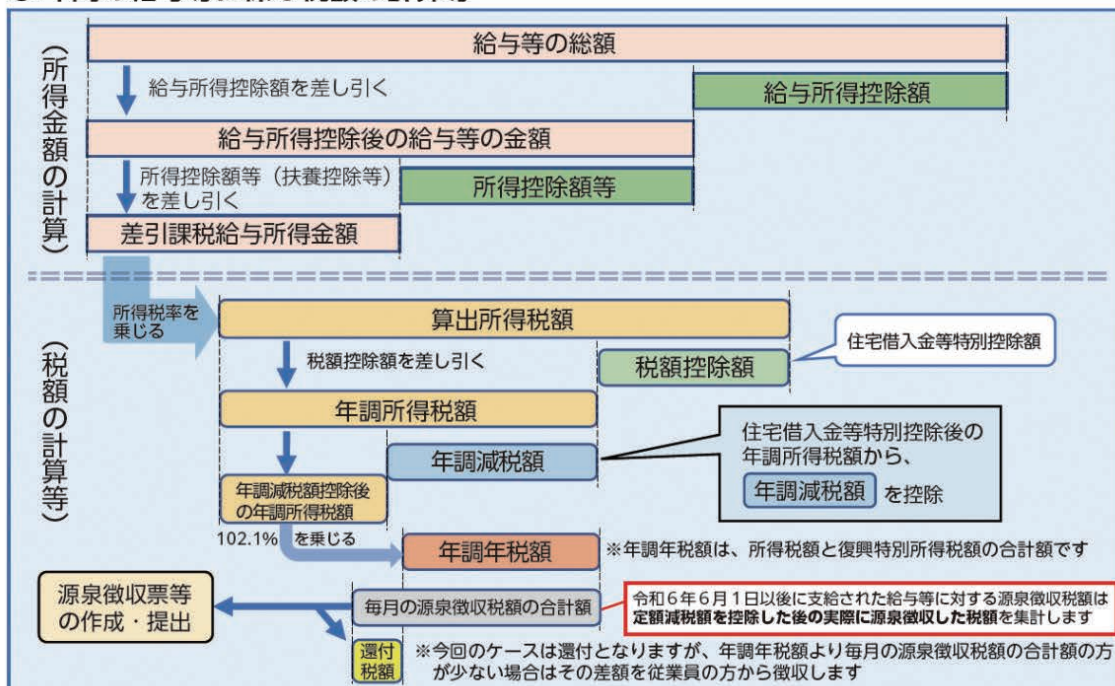 給与等の総額
給与所得控除額を差し引く
給与所得控除額
給与所得控除後の給与等の金額
所得控除額等（扶養控除等）
を差し引く
所得控除額等
差引課税給与所得金額
（所得金額の計算）
所得税率を
乗じる
算出所得税額
税額控除額を差し引く
税額控除額
住宅借入金等特別控除額
年調所得税額
年調減税額
住宅借入金等特別控除後の
年調所得税額から、
年調減税額 を控除
年調減税額控除後
の年調所得税額
102.1% を乗じる
年調年税額
※年調年税額は、所得税額と復興特別所得税額の合計額です
（税額の計算等）
源泉徴収票等
の作成・提出
毎月の源泉徴収税額の合計額
令和６年６月１日以後に支給された給与等に対する源泉徴収税額は
定額減税額を控除した後の実際に源泉徴収した税額を集計します
還付
税額
※今回のケースは還付となりますが、年調年税額より毎月の源泉徴収税額の合計額の方
が少ない場合はその差額を従業員の方から徴収します